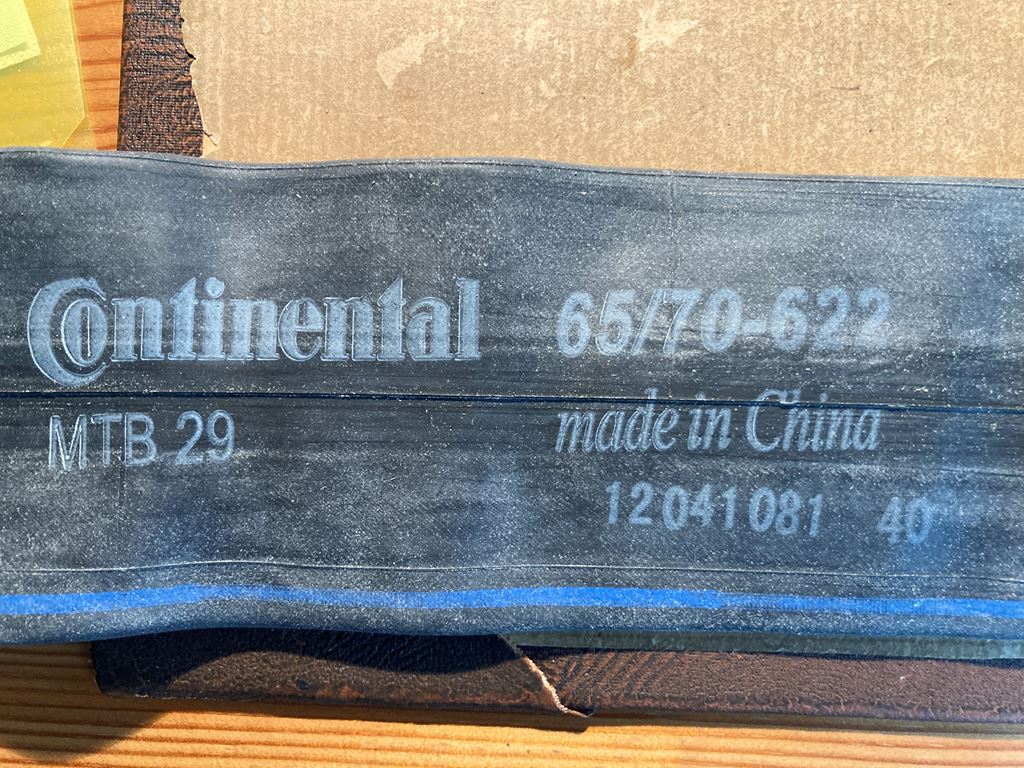 Continental 65/70-622
MTB 29 made in China
12041081 40